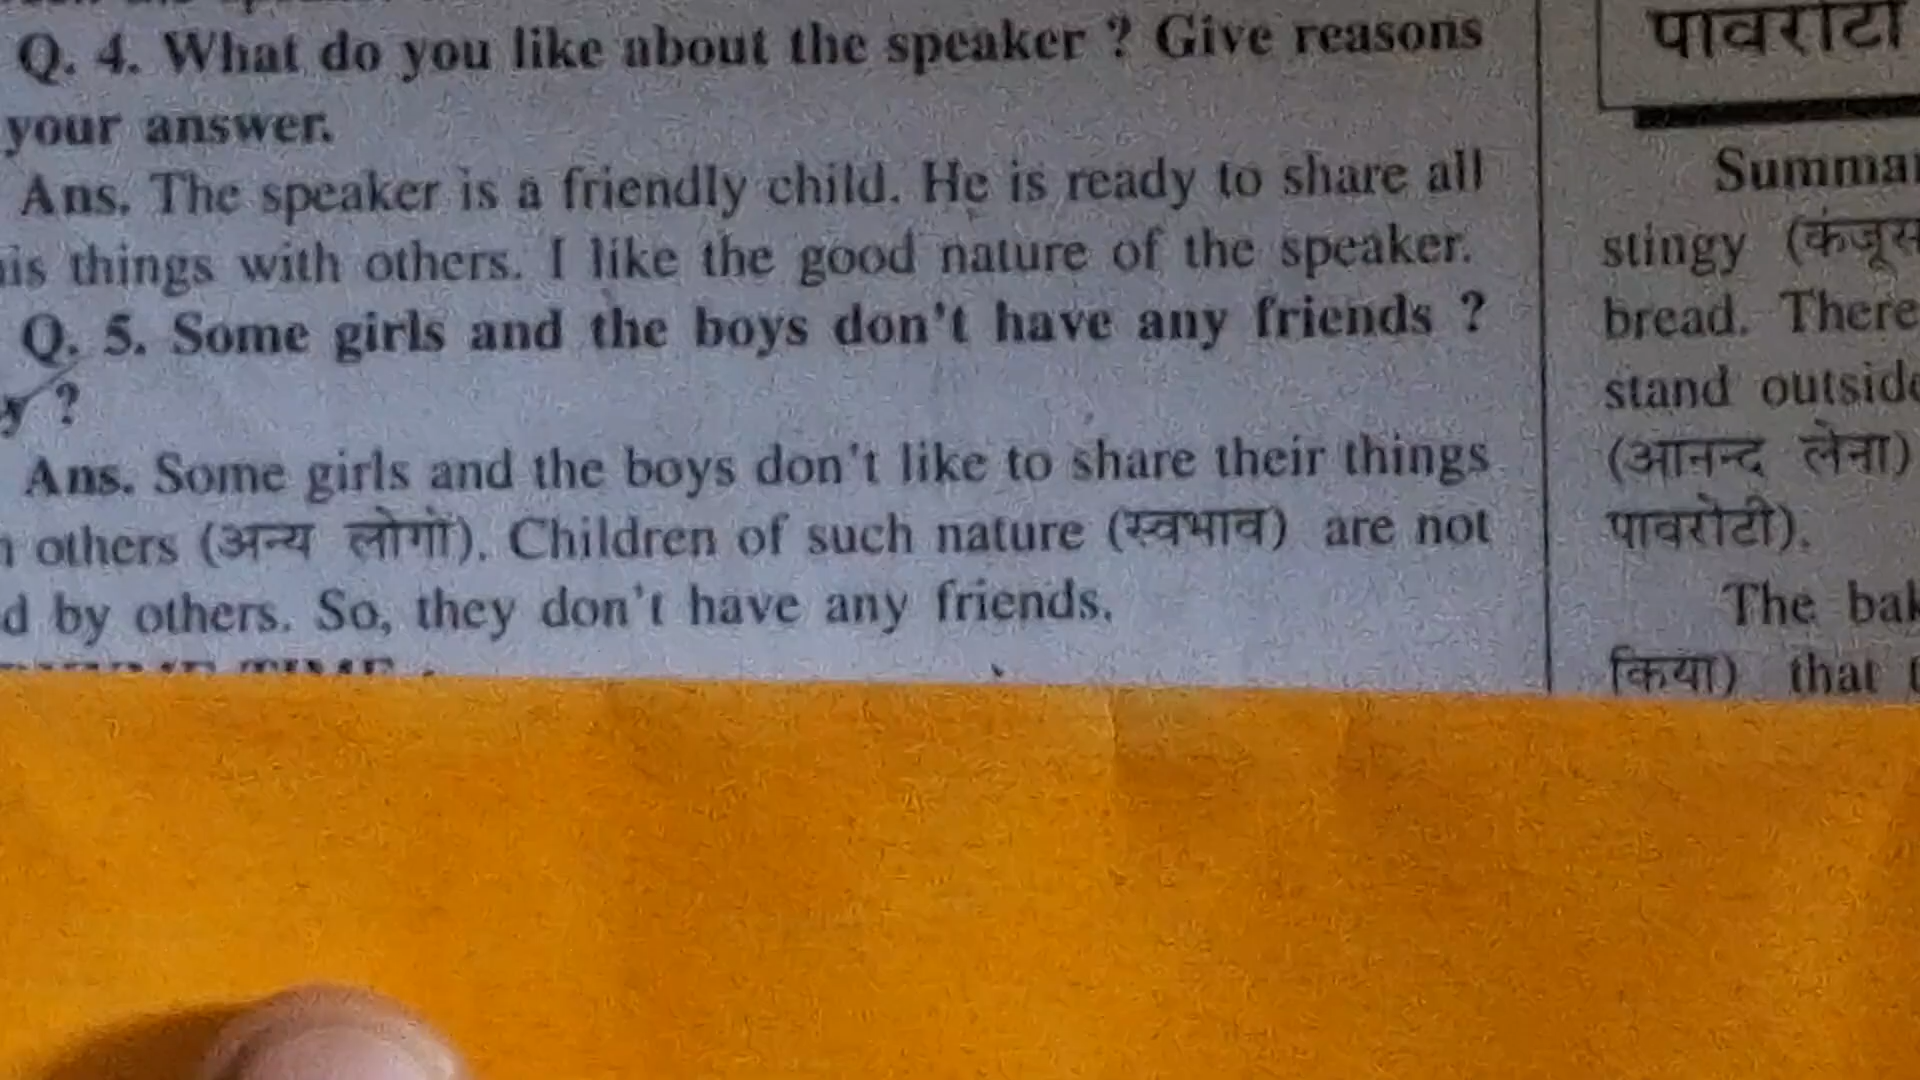 Q. 4. What do you like about the speaker ? Give reasons
your answer.
Ans. The speaker is a friendly child. He is ready to share all
his things with others. I like the good nature of the speaker.
Q. 5. Some girls and the boys don't have any friends ?
?
Ans. Some girls and the boys don't like to share their things
others (अन्य लोगों). Children of such nature (स्वभाव) are not
d by others. So, they don't have any friends.
पावरोटी
Summar
stingy (कंजूस
bread. There
stand outside
(आनन्द लेना)
पावरोटी).
The bak
किया) that